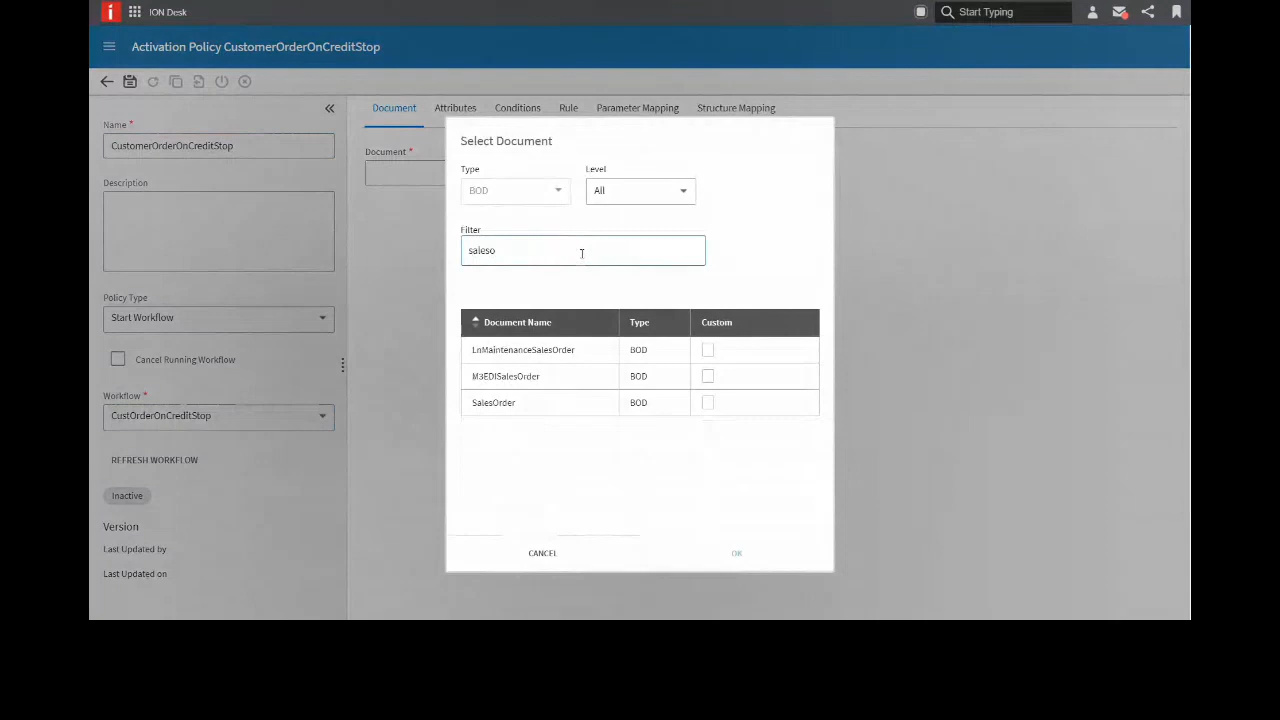 ION Desk
Start Typing
Activation Policy CustomerOrderOnCreditStop
Name *
CustomerOrderOnCreditStop
Description
Policy Type
Start Workflow
Cancel Running Workflow
Workflow *
CustOrderOnCreditStop
REFRESH WORKFLOW
Inactive
Version
Last Updated by
Last Updated on
Document Attributes Conditions Rule Parameter Mapping Structure Mapping
Document *
Select Document
Type Level
BOD All
Filter
saleso
Document Name Type Custom
LnMaintenanceSalesOrder BOD
M3EDISalesOrder BOD
SalesOrder BOD
CANCEL OK